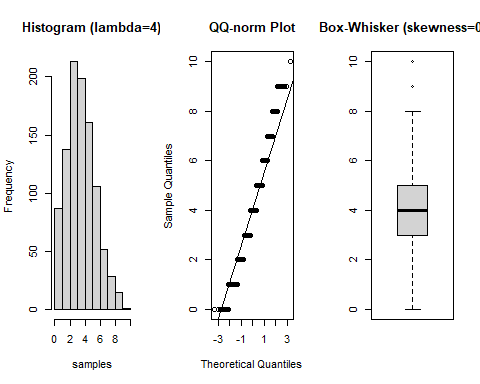 Histogram (lambda=4)
Frequency
0
50
100
150
200
0 2 4 6 8
samples
QQ-norm Plot
Sample Quantiles
0
2
4
6
8
10
-3 -1 1 3
Theoretical Quantiles
Box-Whisker (skewness=0
0
2
4
6
8
10